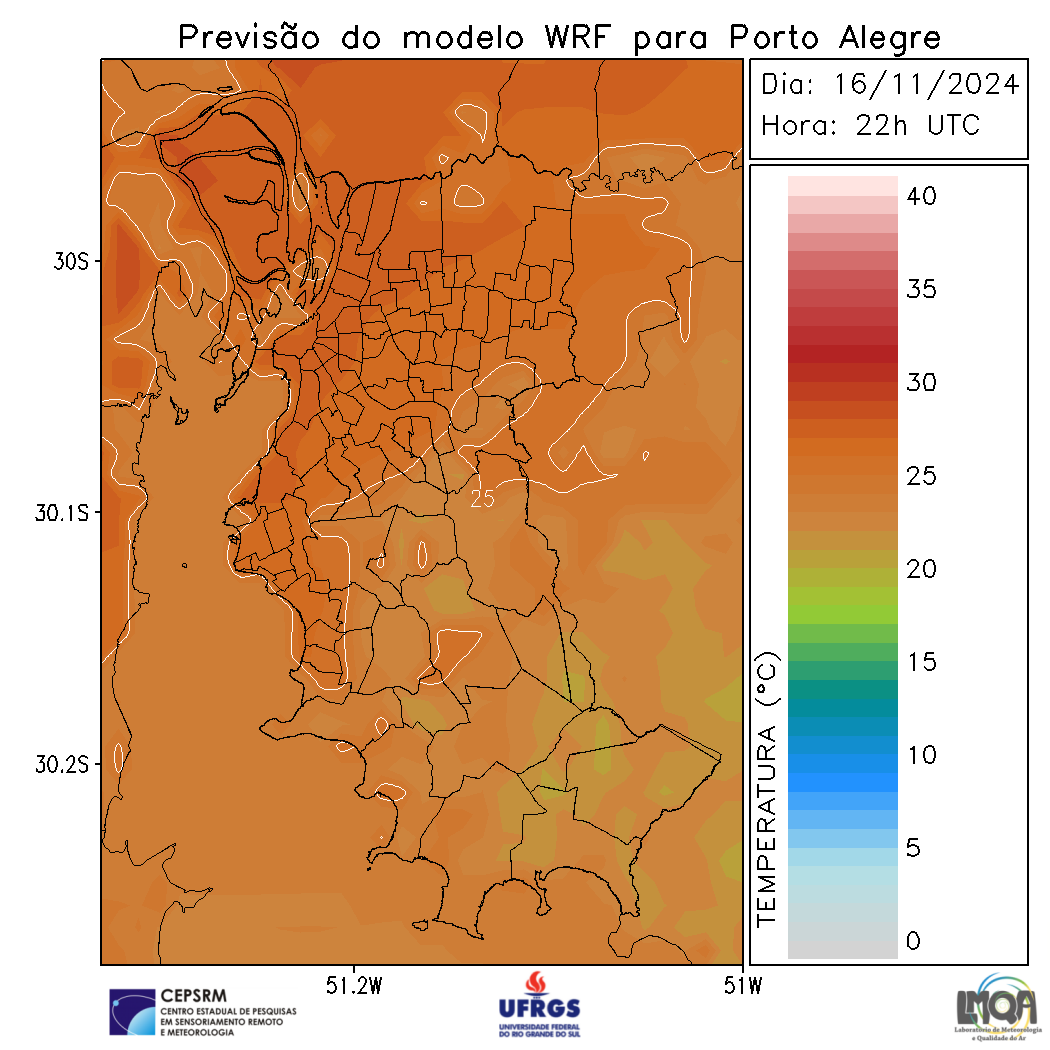 Previsão do modelo WRF para Porto Alegre
Dia: 16/11/2024
Hora: 22h UTC
40
35
30
25
20
15
10
5
0
TEMPERATURA (°C)
30S
30.1S
30.2S
25
51.2W
51W
CEPSRM
CENTRO ESTADUAL DE PESQUISAS
EM SENSORIAMENTO REMOTO
E METEOROLOGIA
UFRGS
UNIVERSIDADE FEDERAL
DO RIO GRANDE DO SUL
LMQA
Laboratório de Meteorologia
e Qualidade do Ar